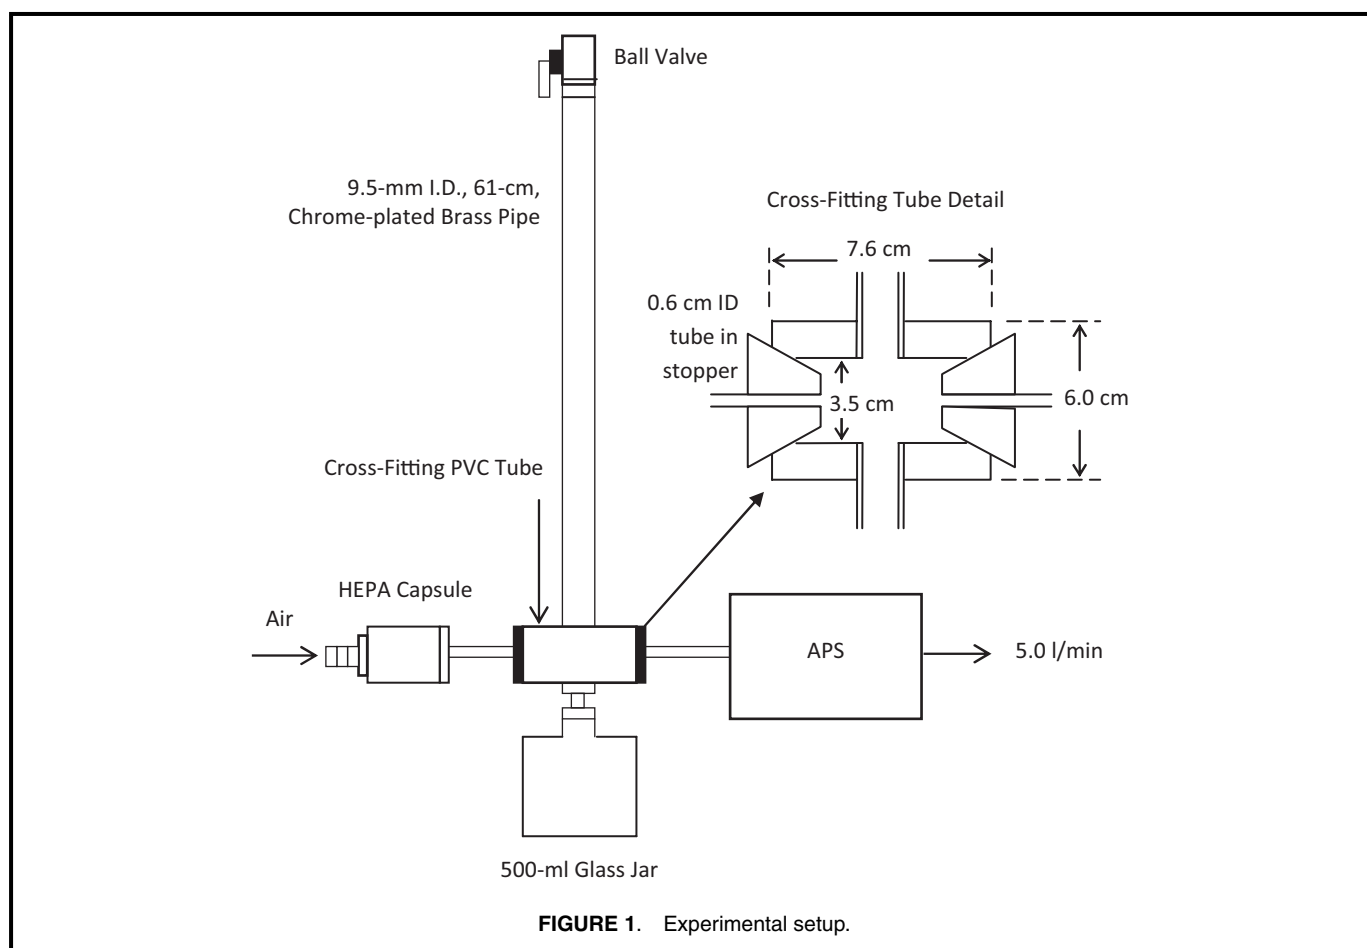 Ball Valve
9.5-mm I.D., 61-cm,
Chrome-plated Brass Pipe
Cross-Fitting Tube Detail
7.6 cm
0.6 cm ID
tube in
stopper
3.5 cm
6.0 cm
Cross-Fitting PVC Tube
HEPA Capsule
Air
APS
5.0 l/min
500-ml Glass Jar
FIGURE 1. Experimental setup.